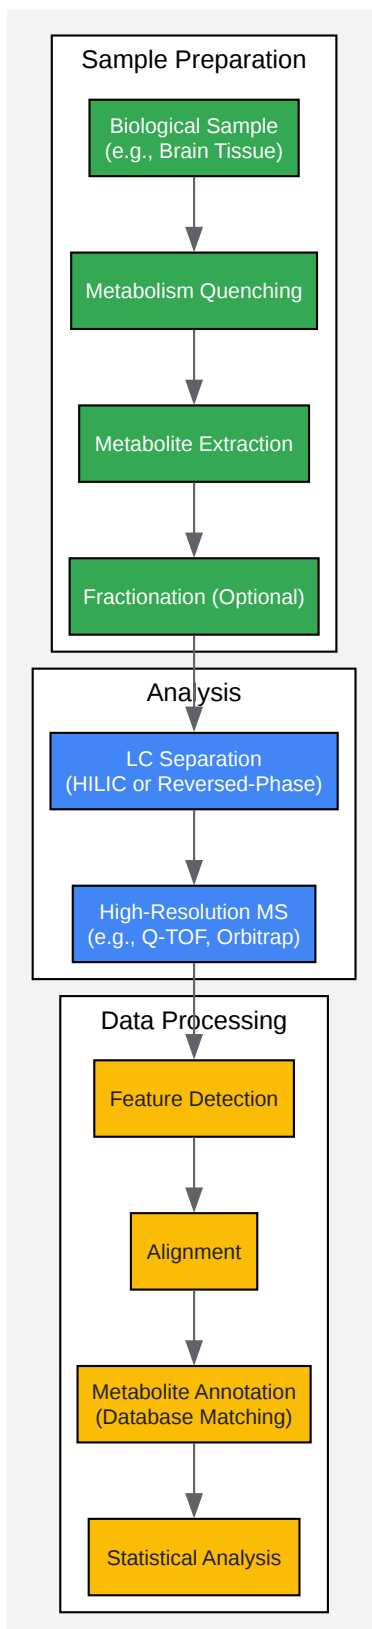 Sample Preparation
Biological Sample
(e.g., Brain Tissue)
Metabolism Quenching
Metabolite Extraction
Fractionation (Optional)
Analysis
LC Separation
(HILIC or Reversed-Phase)
High-Resolution MS
(e.g., Q-TOF, Orbitrap)
Data Processing
Feature Detection
Alignment
Metabolite Annotation
(Database Matching)
Statistical Analysis